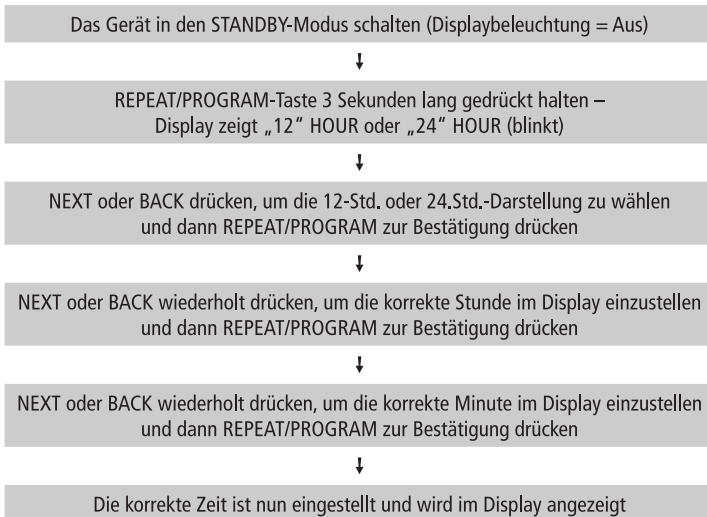 Das Gerät in den STANDBY-Modus schalten (Displaybeleuchtung = Aus)
REPEAT/PROGRAM-Taste 3 Sekunden lang gedrückt halten –
Display zeigt „12“ HOUR oder „24“ HOUR (blinkt)
NEXT oder BACK drücken, um die 12-Std. oder 24.Std.-Darstellung zu wählen
und dann REPEAT/PROGRAM zur Bestätigung drücken
NEXT oder BACK wiederholt drücken, um die korrekte Stunde im Display einzustellen
und dann REPEAT/PROGRAM zur Bestätigung drücken
NEXT oder BACK wiederholt drücken, um die korrekte Minute im Display einzustellen
und dann REPEAT/PROGRAM zur Bestätigung drücken
Die korrekte Zeit ist nun eingestellt und wird im Display angezeigt